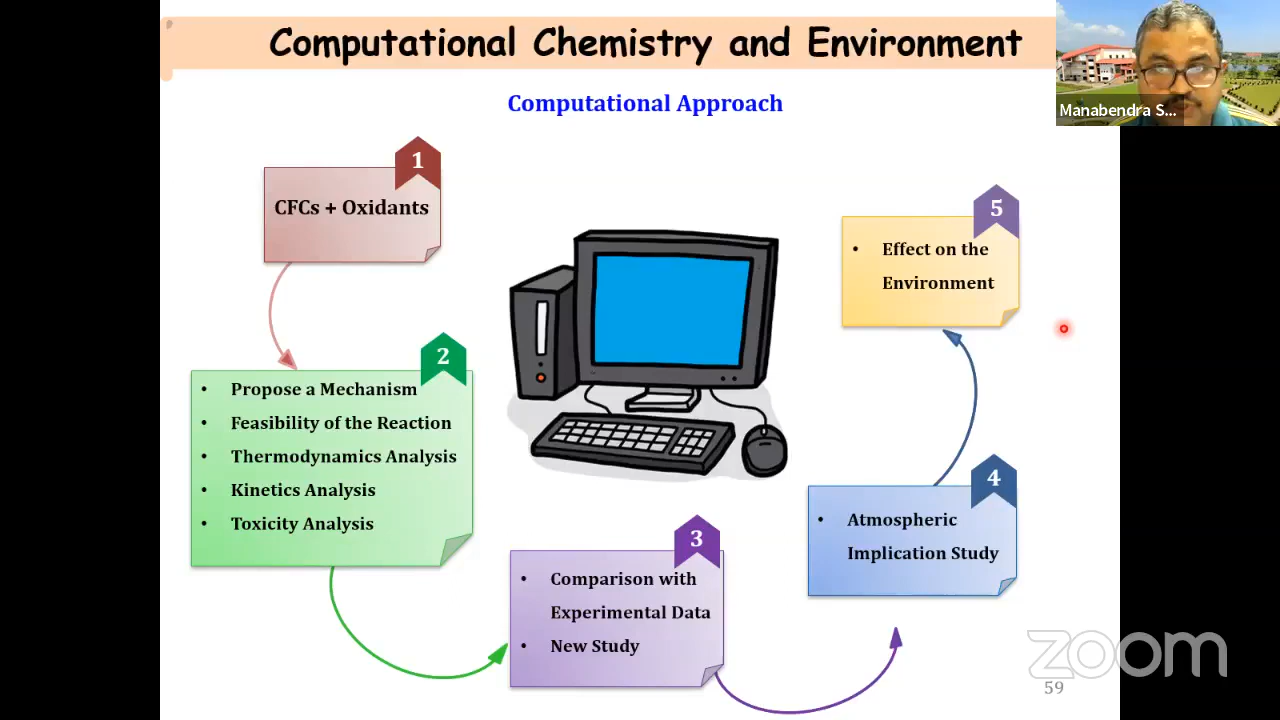 Computational Chemistry and Environment
Manabendra S...
Computational Approach
1
CFCs + Oxidants
2
• Propose a Mechanism
• Feasibility of the Reaction
• Thermodynamics Analysis
• Kinetics Analysis
• Toxicity Analysis
3
• Comparison with
Experimental Data
• New Study
4
• Atmospheric
Implication Study
5
• Effect on the
Environment
zoom
59